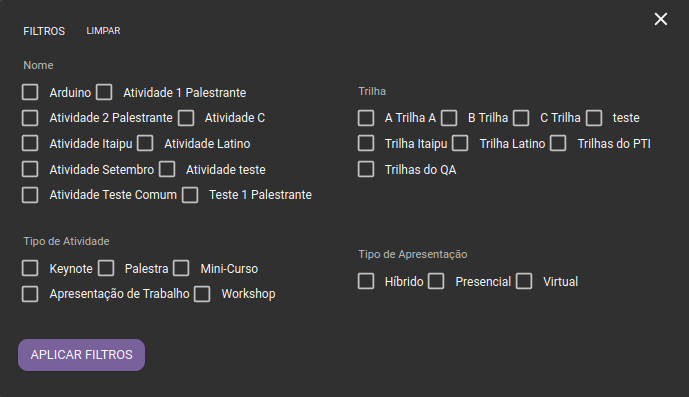 FILTROS LIMPAR
Nome
Arduino Atividade 1 Palestrante
Atividade 2 Palestrante Atividade C
Atividade Itaipu Atividade Latino
Atividade Setembro Atividade teste
Atividade Teste Comum Teste 1 Palestrante
Trilha
A Trilha A B Trilha C Trilha teste
Trilha Itaipu Trilha Latino Trilhas do PTI
Trilhas do QA
Tipo de Atividade
Keynote Palestra Mini-Curso
Apresentação de Trabalho Workshop
Tipo de Apresentação
Híbrido Presencial Virtual
APLICAR FILTROS